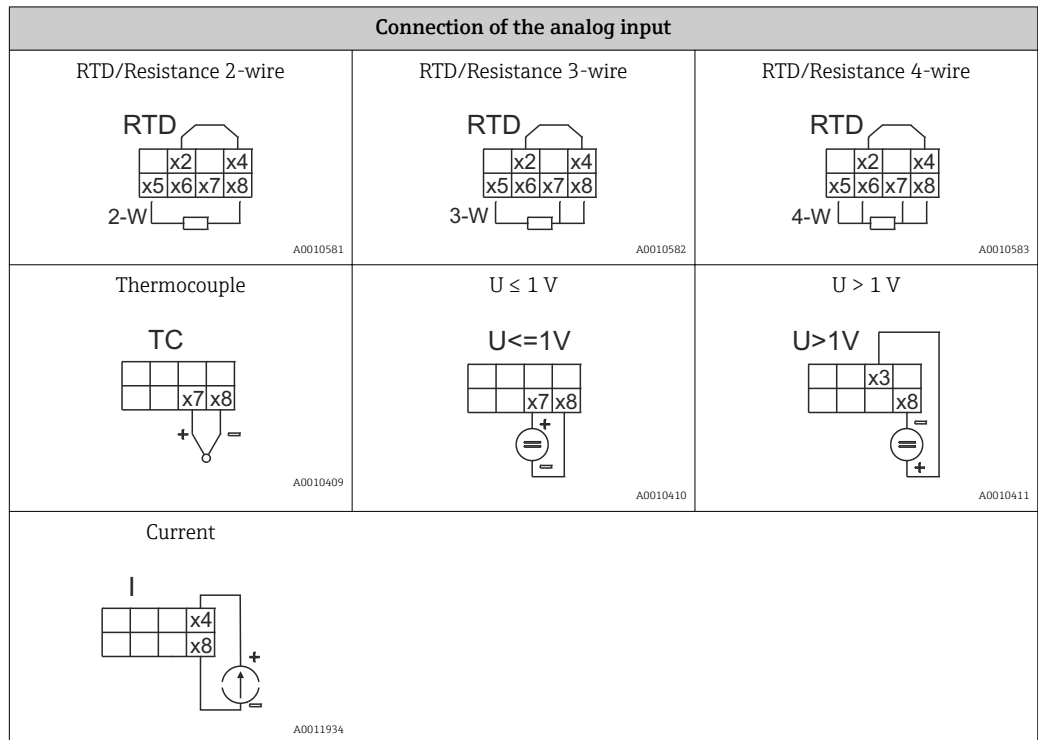 Connection of the analog input
RTD/Resistance 2-wire
RTD
x2 x4
x5 x6 x7 x8
2-W
A0010581
RTD/Resistance 3-wire
RTD
x2 x4
x5 x6 x7 x8
3-W
A0010582
RTD/Resistance 4-wire
RTD
x2 x4
x5 x6 x7 x8
4-W
A0010583
Thermocouple
TC
x7 x8
+ −
A0010409
U ≤ 1 V
U<=1V
x7 x8
+
=
−
A0010410
U > 1 V
U>1V
x3
x8
−
=
+
A0010411
Current
I
x4
x8
+
−
A0011934